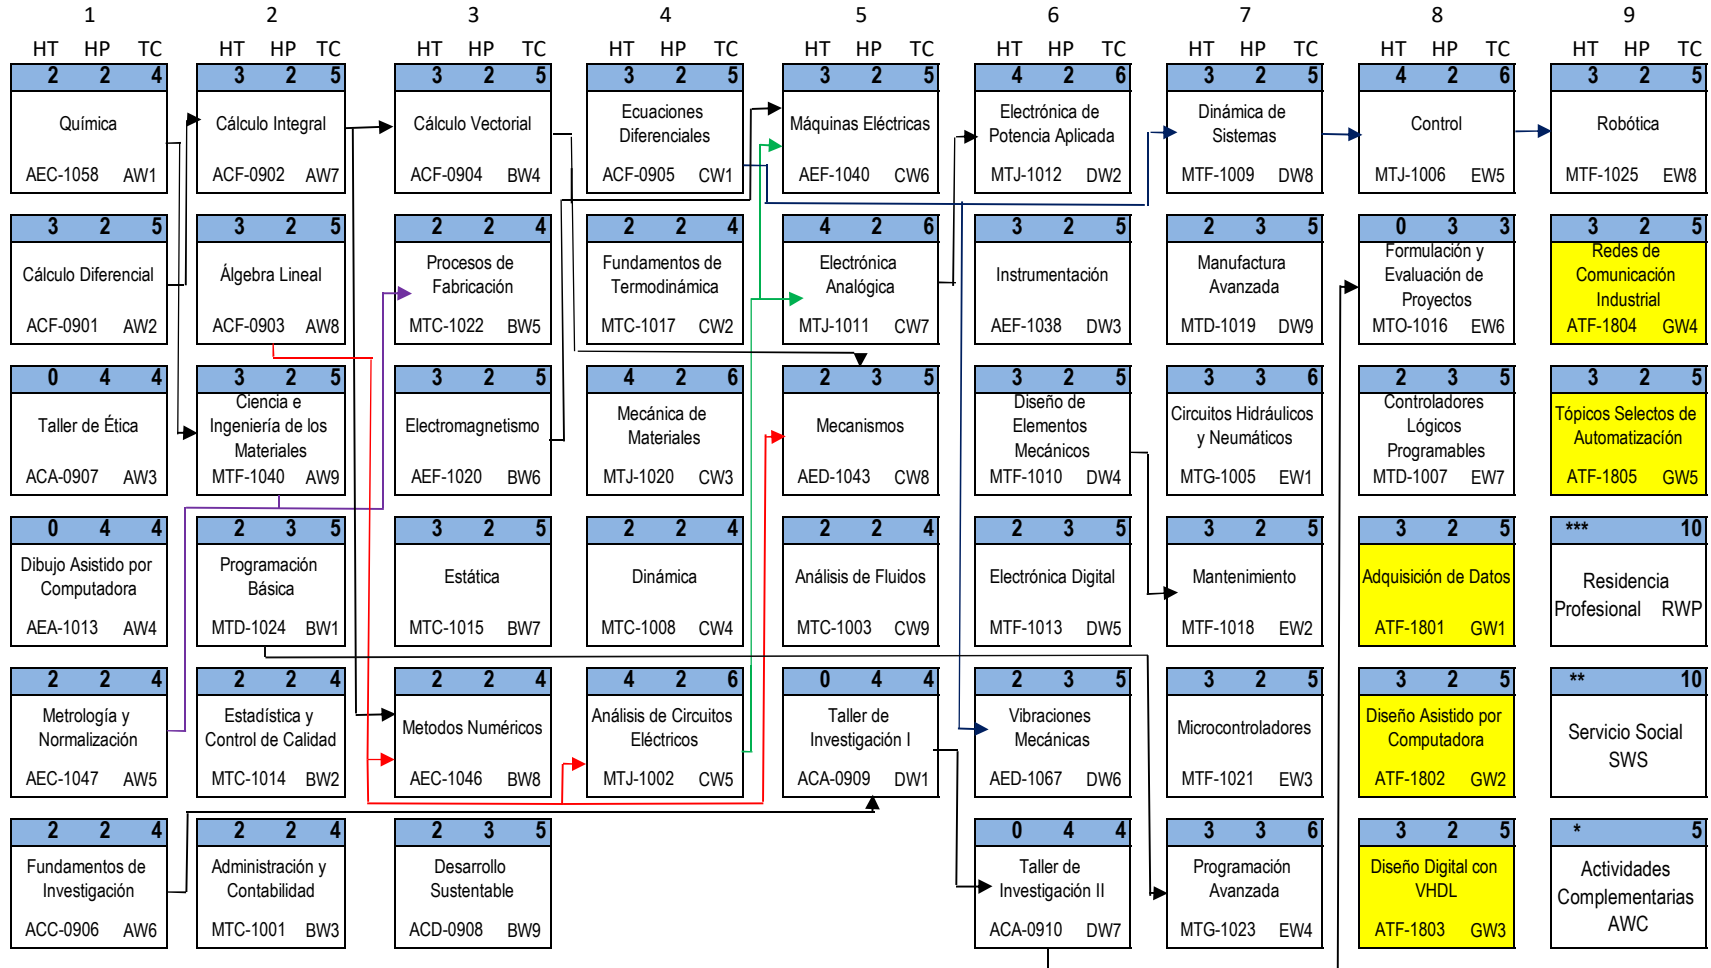 1 2 3 4 5 6 7 8 9
HT HP TC HT HP TC HT HP TC HT HP TC HT HP TC HT HP TC HT HP TC HT HP TC HT HP TC
2 2 4
Química
AEC-1058 AW1
3 2 5
Cálculo Diferencial
ACF-0901 AW2
0 4 4
Taller de Ética
ACA-0907 AW3
0 4 4
Dibujo Asistido por
Computadora
AEA-1013 AW4
2 2 4
Metrología y
Normalización
AEC-1047 AW5
2 2 4
Fundamentos de
Investigación
ACC-0906 AW6
3 2 5
Cálculo Integral
ACF-0902 AW7
3 2 5
Álgebra Lineal
ACF-0903 AW8
3 2 5
Ciencia e
Ingeniería de los
Materiales
MTF-1040 AW9
2 3 5
Programación
Básica
MTD-1024 BW1
2 2 4
Estadística y
Control de Calidad
MTC-1014 BW2
2 2 4
Administración y
Contabilidad
MTC-1001 BW3
3 2 5
Cálculo Vectorial
ACF-0904 BW4
2 2 4
Procesos de
Fabricación
MTC-1022 BW5
3 2 5
Electromagnetismo
AEF-1020 BW6
3 2 5
Estática
MTC-1015 BW7
2 2 4
Metodos Numéricos
AEC-1046 BW8
2 3 5
Desarrollo
Sustentable
ACD-0908 BW9
3 2 5
Ecuaciones
Diferenciales
ACF-0905 CW1
2 2 4
Fundamentos de
Termodinámica
MTC-1017 CW2
4 2 6
Mecánica de
Materiales
MTJ-1020 CW3
2 2 4
Dinámica
MTC-1008 CW4
4 2 6
Análisis de Circuitos
Eléctricos
MTJ-1002 CW5
3 2 5
Máquinas Eléctricas
AEF-1040 CW6
4 2 6
Electrónica
Analógica
MTJ-1011 CW7
2 3 5
Mecanismos
AED-1043 CW8
2 2 4
Análisis de Fluidos
MTC-1003 CW9
0 4 4
Taller de
Investigación I
ACA-0909 DW1
4 2 6
Electrónica de
Potencia Aplicada
MTJ-1012 DW2
3 2 5
Instrumentación
AEF-1038 DW3
3 2 5
Diseño de
Elementos
Mecánicos
MTF-1010 DW4
2 3 5
Electrónica Digital
MTF-1013 DW5
2 3 5
Vibraciones
Mecánicas
AED-1067 DW6
0 4 4
Taller de
Investigación II
ACA-0910 DW7
3 2 5
Dinámica de
Sistemas
MTF-1009 DW8
2 3 5
Manufactura
Avanzada
MTD-1019 DW9
3 3 6
Circuitos Hidráulicos
y Neumáticos
MTG-1005 EW1
3 2 5
Mantenimiento
MTF-1018 EW2
3 2 5
Microcontroladores
MTF-1021 EW3
3 3 6
Programación
Avanzada
MTG-1023 EW4
4 2 6
Control
MTJ-1006 EW5
0 3 3
Formulación y
Evaluación de
Proyectos
MTO-1016 EW6
2 3 5
Controladores
Lógicos
Programables
MTD-1007 EW7
3 2 5
Adquisición de Datos
ATF-1801 GW1
3 2 5
Diseño Asistido por
Computadora
ATF-1802 GW2
3 2 5
Diseño Digital con
VHDL
ATF-1803 GW3
3 2 5
Robótica
MTF-1025 EW8
3 2 5
Redes de
Comunicación
Industrial
ATF-1804 GW4
3 2 5
Tópicos Selectos de
Automatizacíón
ATF-1805 GW5
*** 10
Residencia
Profesional RWP
** 10
Servicio Social
SWS
* 5
Actividades
Complementarias
AWC